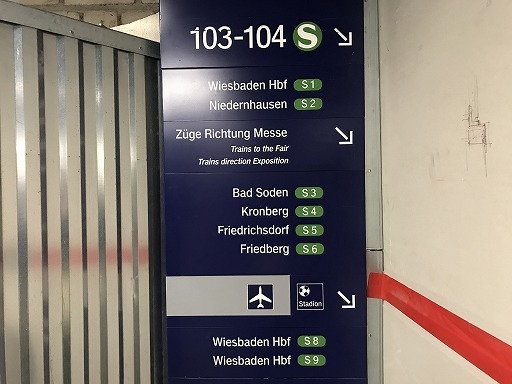 103-104 S
Wiesbaden Hbf S1
Niedernhausen S2
Züge Richtung Messe
Trains to the Fair
Trains direction Exposition
Bad Soden S3
Kronberg S4
Friedrichsdorf S5
Friedberg S6
Stadion
Wiesbaden Hbf S8
Wiesbaden Hbf S9